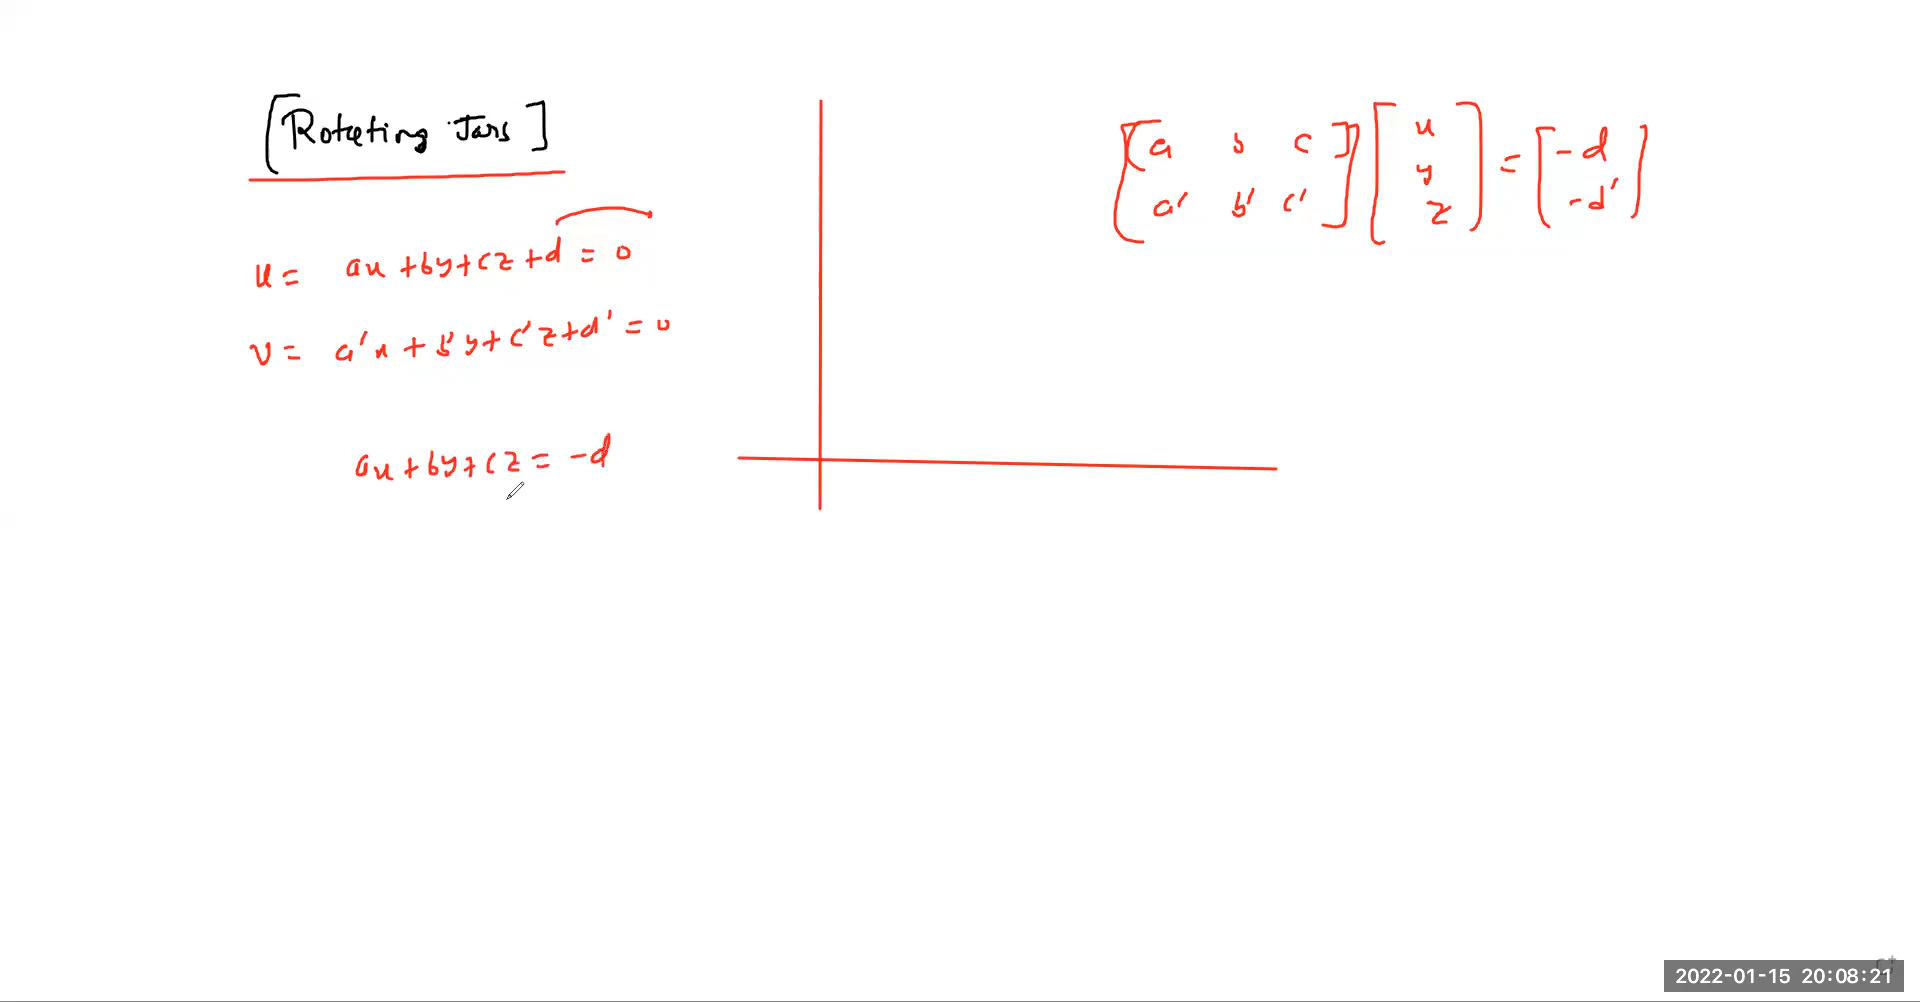 [Rotating Jars]
u = ax + by + cz + d = 0
v = a'x + b'y + c'z + d' = 0
ax + by + cz = -d
[a b c] [x] = [-d]
[a' b' c'] [y] [-d']
[z]
2022-01-15 20:08:21